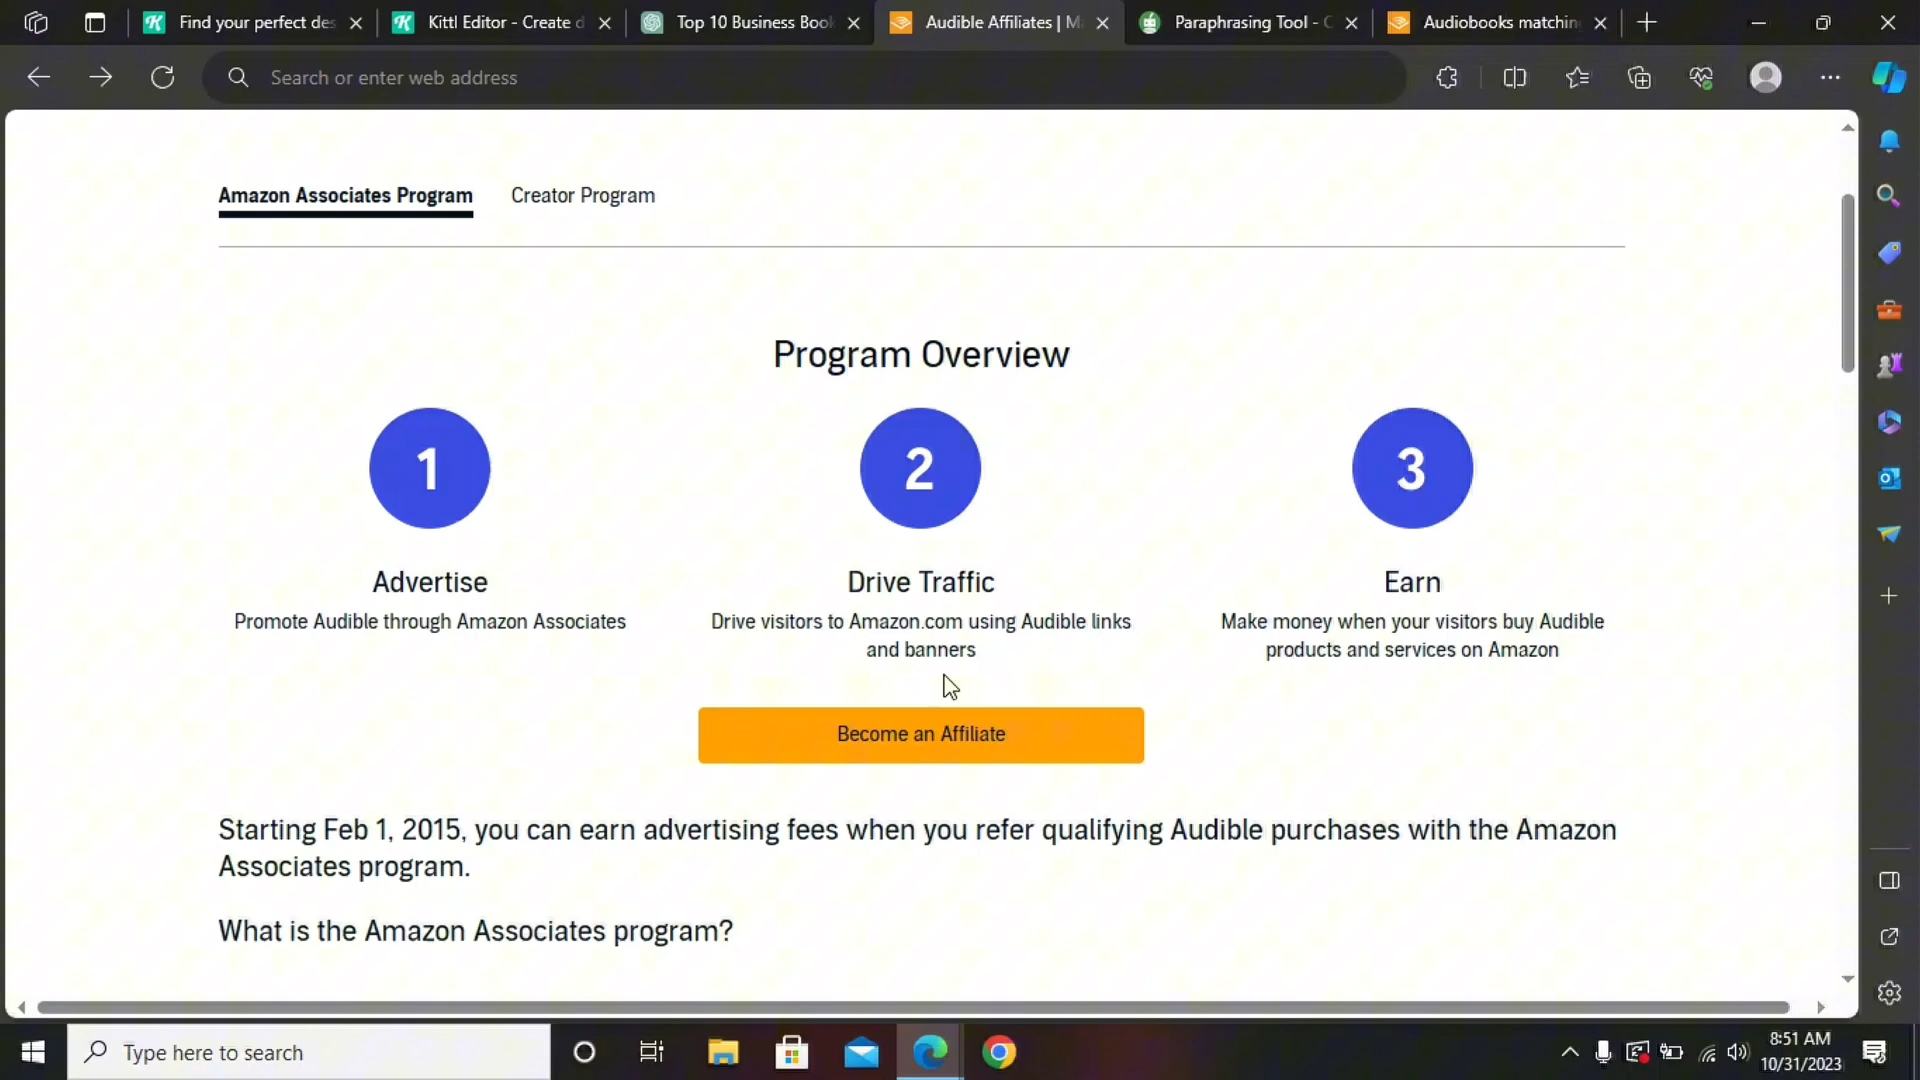 Find your perfect des
Kittl Editor - Create d
Top 10 Business Book
Audible Affiliates | M
Paraphrasing Tool - C
Audiobooks matchin
Search or enter web address
Amazon Associates Program
Creator Program
Program Overview
1
2
3
Advertise
Drive Traffic
Earn
Promote Audible through Amazon Associates
Drive visitors to Amazon.com using Audible links
and banners
Make money when your visitors buy Audible
products and services on Amazon
Become an Affiliate
Starting Feb 1, 2015, you can earn advertising fees when you refer qualifying Audible purchases with the Amazon
Associates program.
What is the Amazon Associates program?
Type here to search
8:51 AM
10/31/2023